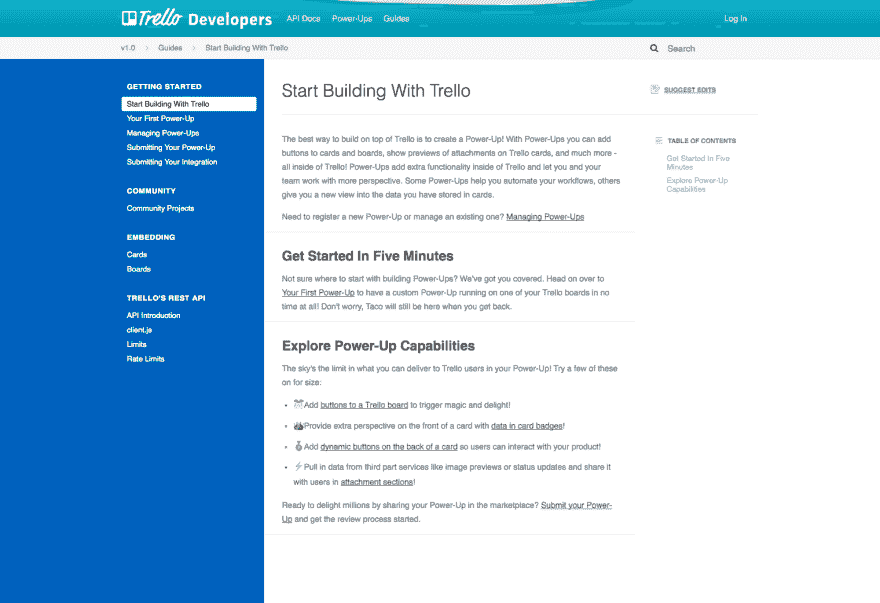 Trello Developers API Docs Power-Ups Guides Log In
v1.0 > Guides > Start Building With Trello Search
GETTING STARTED
Start Building With Trello
Your First Power-Up
Managing Power-Ups
Submitting Your Power-Up
Submitting Your Integration
COMMUNITY
Community Projects
EMBEDDING
Cards
Boards
TRELLO'S REST API
API Introduction
client.js
Limits
Rate Limits
Start Building With Trello
SUGGEST EDITS
The best way to build on top of Trello is to create a Power-Up! With Power-Ups you can add
buttons to cards and boards, show previews of attachments on Trello cards, and much more -
all inside of Trello! Power-Ups add extra functionality inside of Trello and let you and your
team work with more perspective. Some Power-Ups help you automate your workflows, others
give you a new view into the data you have stored in cards.
Need to register a new Power-Up or manage an existing one? Managing Power-Ups
Get Started In Five Minutes
Not sure where to start with building Power-Ups? We've got you covered. Head on over to
Your First Power-Up to have a custom Power-Up running on one of your Trello boards in no
time at all! Don't worry, Taco will still be here when you get back.
Explore Power-Up Capabilities
The sky's the limit in what you can deliver to Trello users in your Power-Up! Try a few of these
on for size:
• Add buttons to a Trello board to trigger magic and delight!
• Provide extra perspective on the front of a card with data in card badges!
• Add dynamic buttons on the back of a card so users can interact with your product!
• Pull in data from third part services like image previews or status updates and share it
with users in attachment sections!
Ready to delight millions by sharing your Power-Up in the marketplace? Submit your Power-
Up and get the review process started.
TABLE OF CONTENTS
Get Started In Five
Minutes
Explore Power-Up
Capabilities